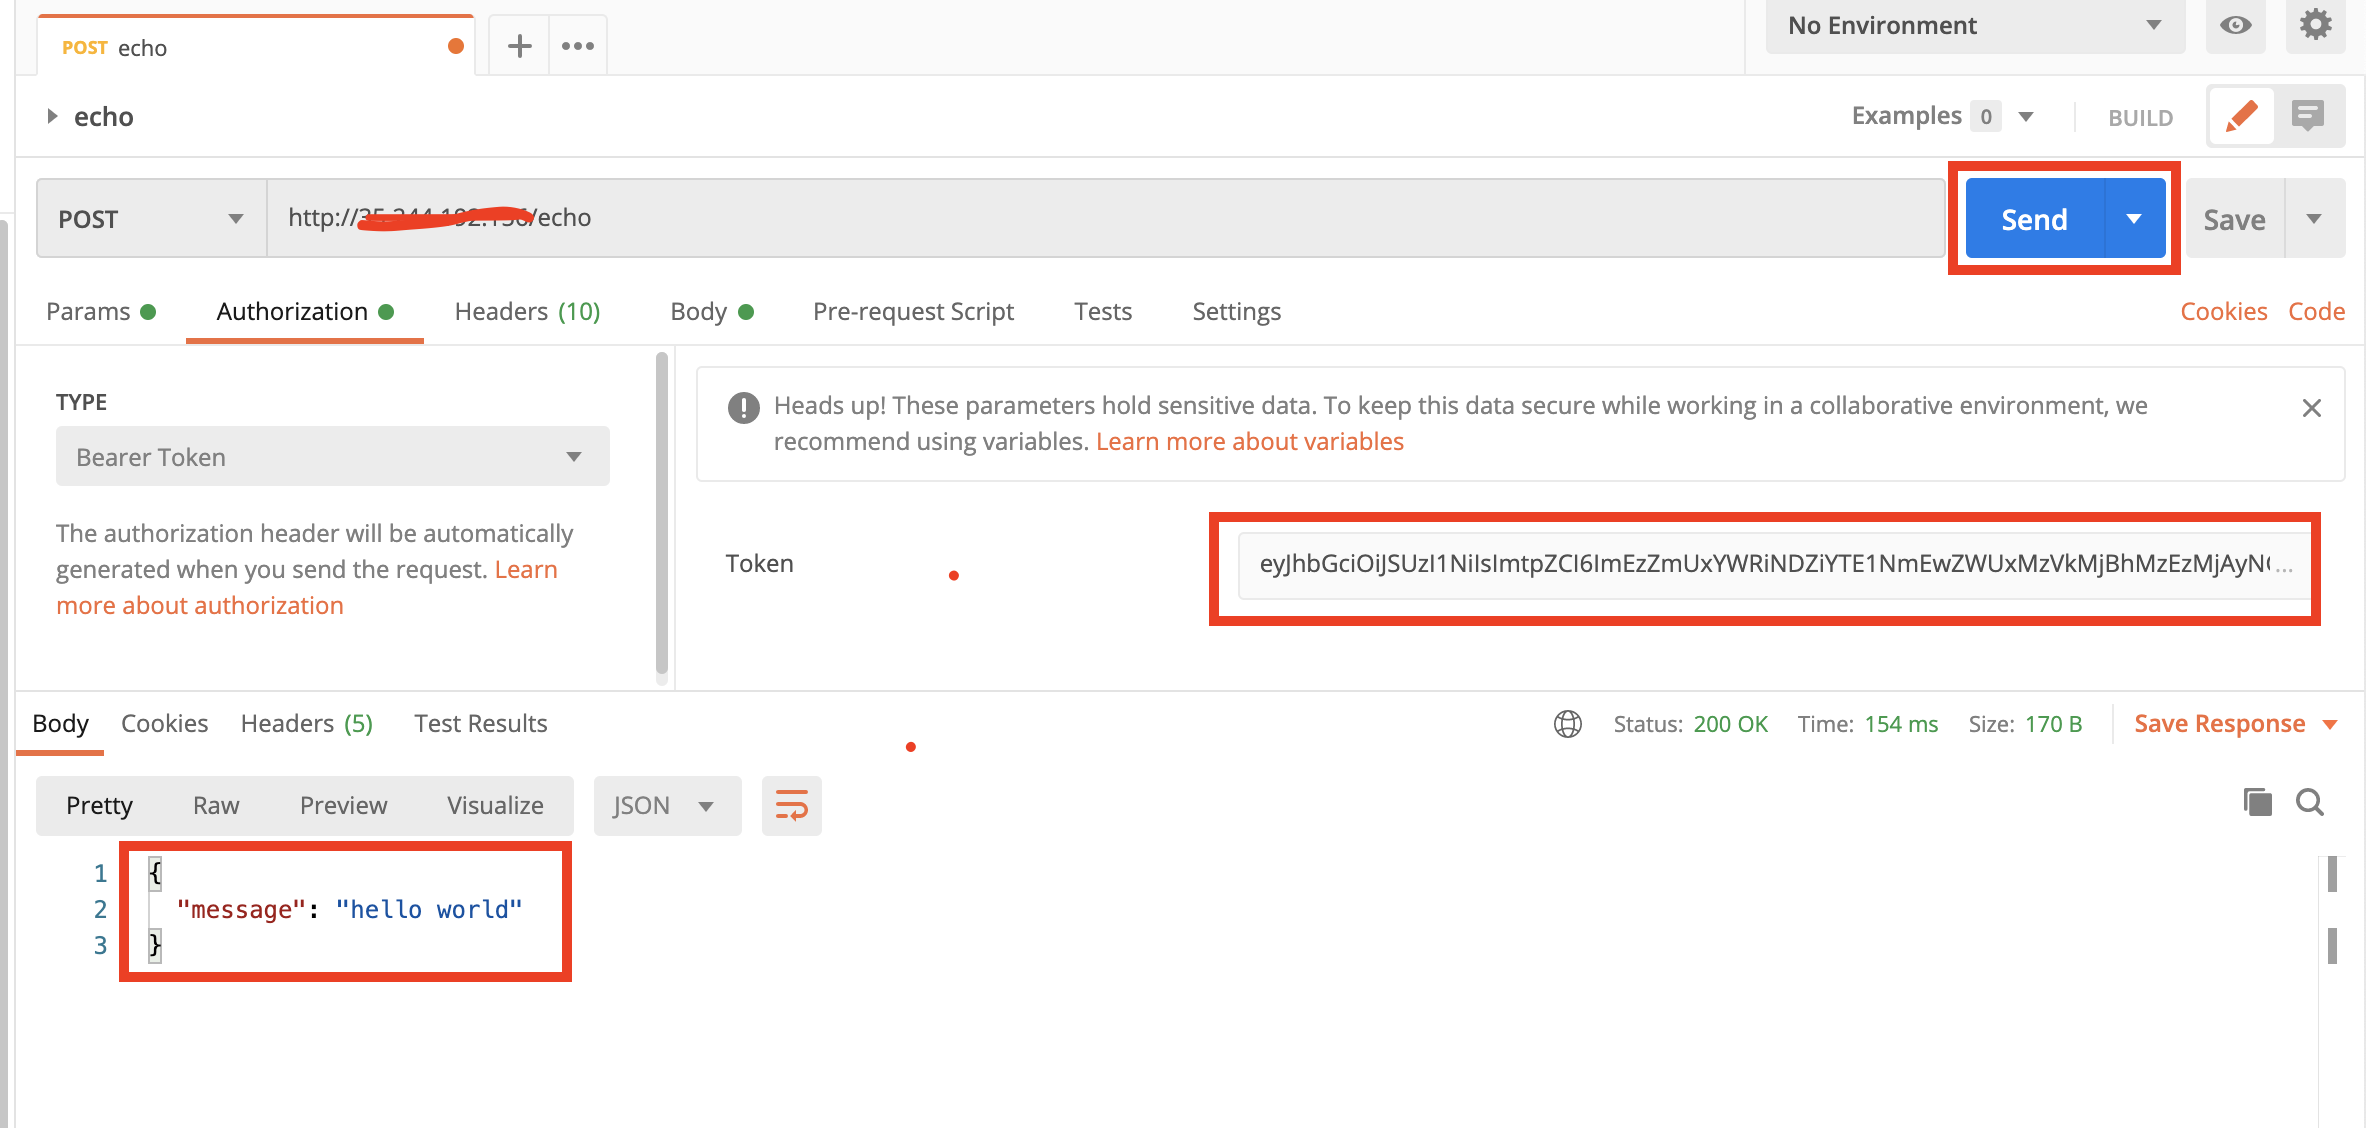 POST echo
No Environment
echo
Examples 0
BUILD
POST
http:// /echo
Send
Save
Params
Authorization
Headers (10)
Body
Pre-request Script
Tests
Settings
Cookies
Code
TYPE
Bearer Token
The authorization header will be automatically
generated when you send the request. Learn
more about authorization
Heads up! These parameters hold sensitive data. To keep this data secure while working in a collaborative environment, we
recommend using variables. Learn more about variables
Token
eyJhbGciOiJSUzI1NiIsImtpZCI6ImEzZmUxYWRiNDZiYTE1NmEwZWUxMzVkMjBhMzEzMjAyN ...
Body
Cookies
Headers (5)
Test Results
Status: 200 OK
Time: 154 ms
Size: 170 B
Save Response
Pretty
Raw
Preview
Visualize
JSON
1 {
2 "message": "hello world"
3 }